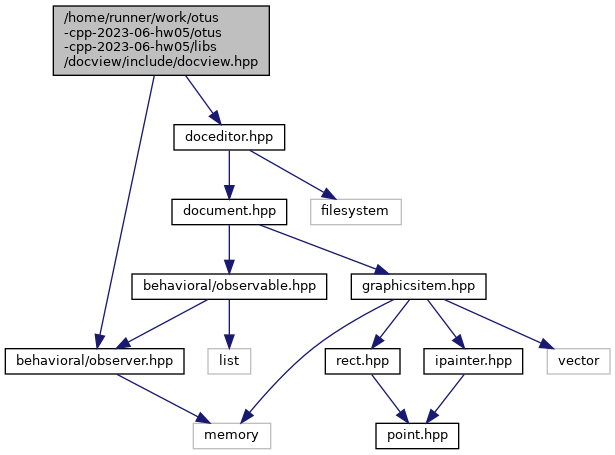 /home/runner/work/otus
-cpp-2023-06-hw05/otus
-cpp-2023-06-hw05/libs
/docview/include/docview.hpp
doceditor.hpp
document.hpp
filesystem
behavioral/observable.hpp
graphicsitem.hpp
behavioral/observer.hpp
list
rect.hpp
ipainter.hpp
vector
memory
point.hpp